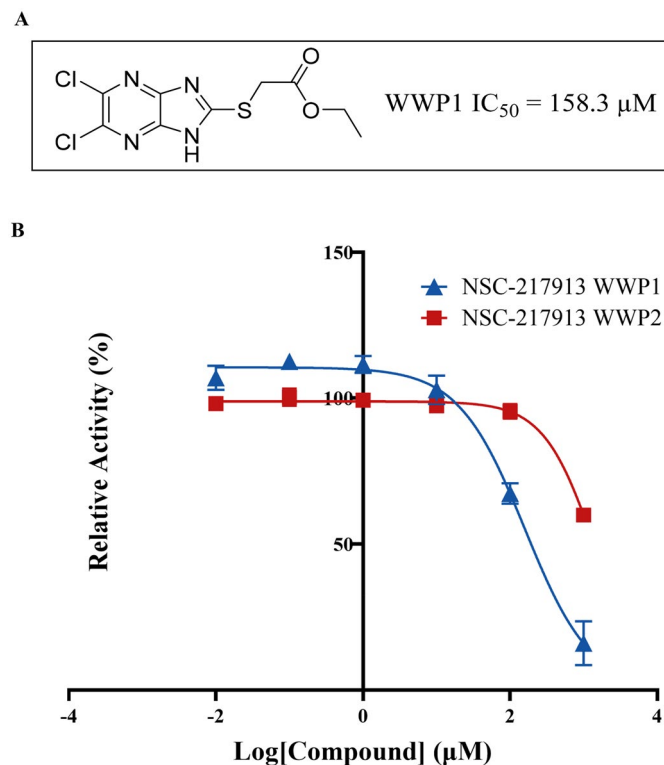 A
Cl
Cl
N
N
N
N
H
S
O
O
WWP1 IC₅₀ = 158.3 µM
B
150
100
50
NSC-217913 WWP1
NSC-217913 WWP2
Relative Activity (%)
-4
-2
0
2
4
Log[Compound] (µM)